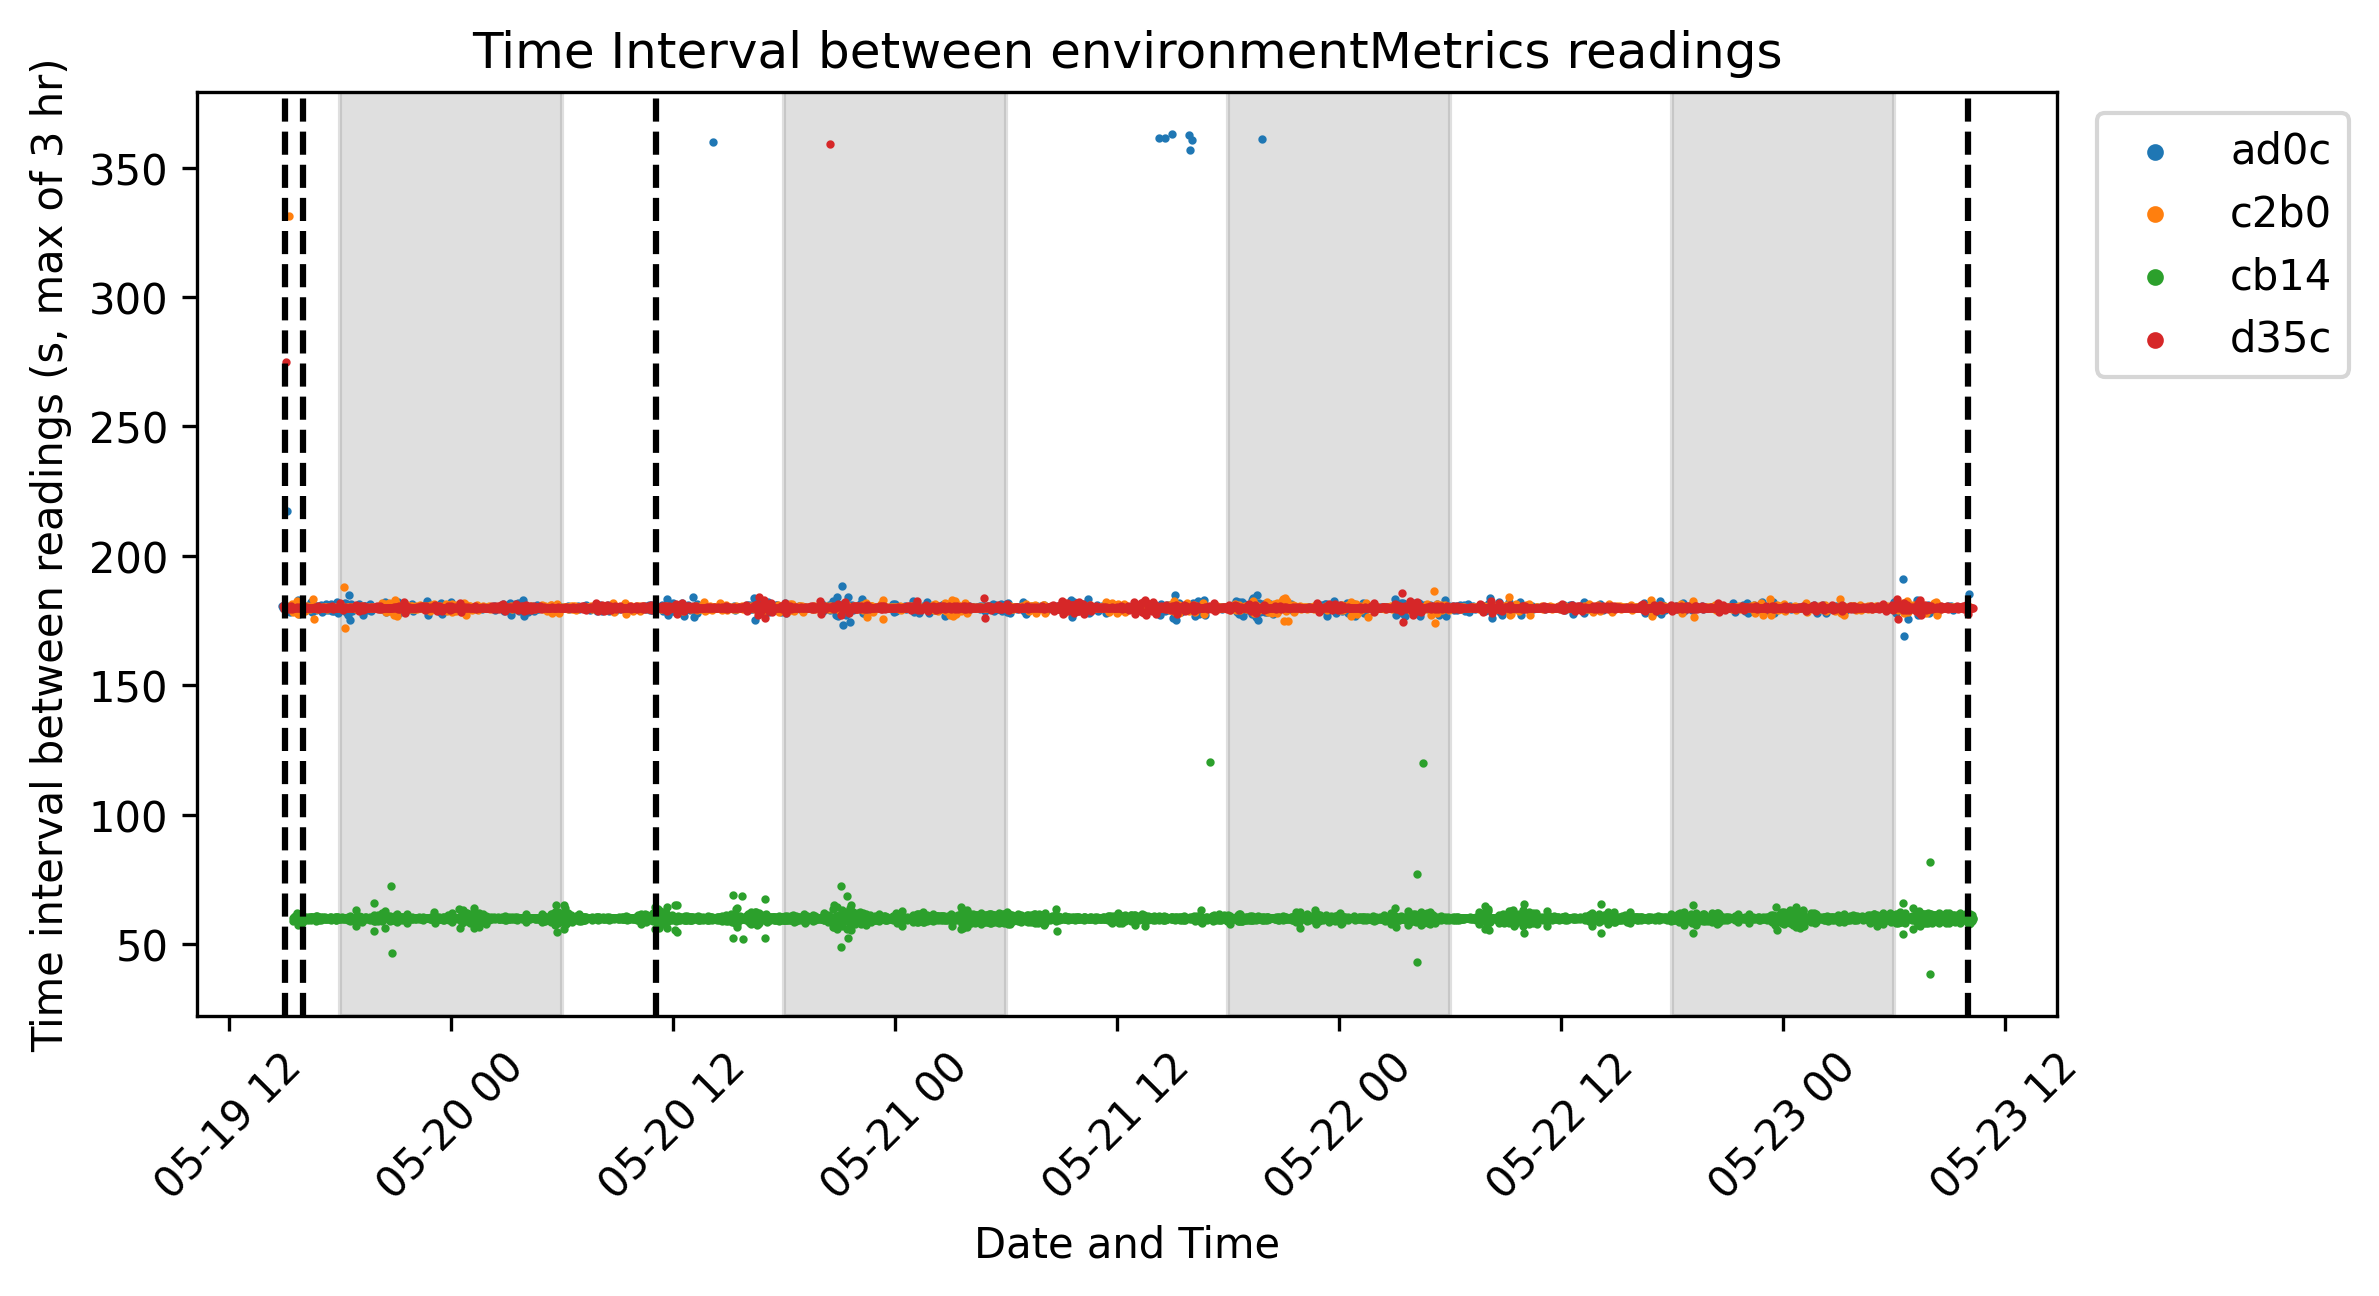 Time Interval between environmentMetrics readings
Time interval between readings (s, max of 3 hr)
350
300
250
200
150
100
50
05-19 12
05-20 00
05-20 12
05-21 00
05-21 12
05-22 00
05-22 12
05-23 00
05-23 12
Date and Time
ad0c
c2b0
cb14
d35c